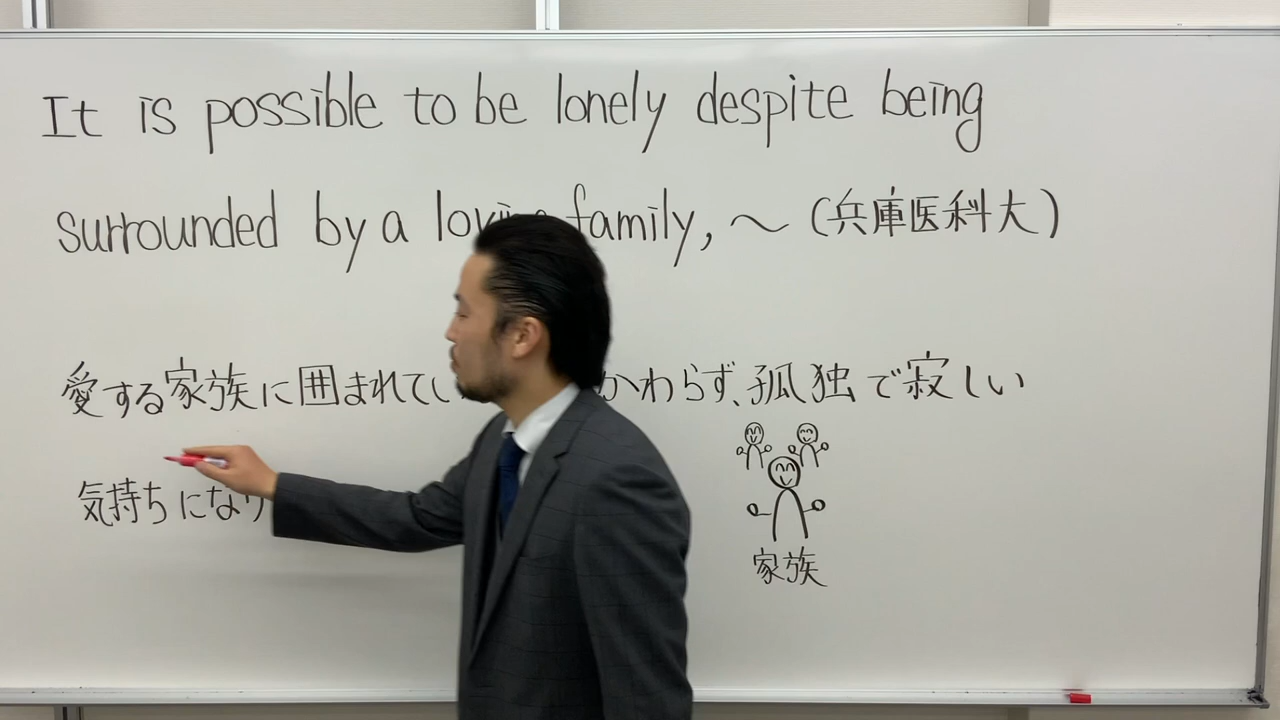 It is possible to be lonely despite being
surrounded by a family, ～ (兵庫医科大)
愛する家族に囲まれてい かわらず、孤独で寂しい
気持ちになり
家族